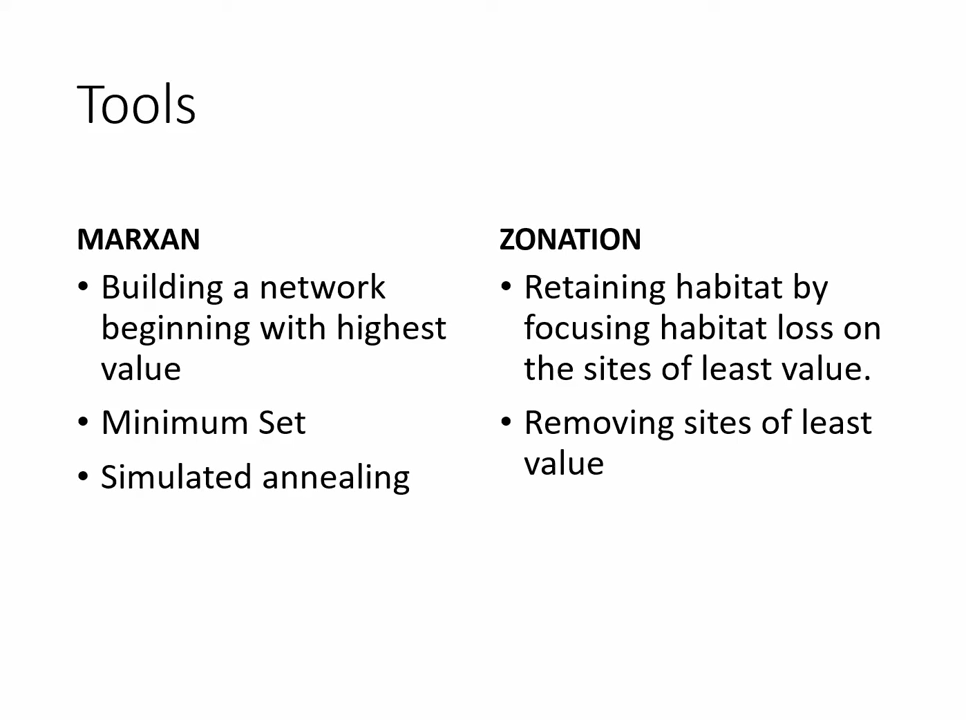 Tools
MARXAN
• Building a network
beginning with highest
value
• Minimum Set
• Simulated annealing
ZONATION
• Retaining habitat by
focusing habitat loss on
the sites of least value.
• Removing sites of least
value